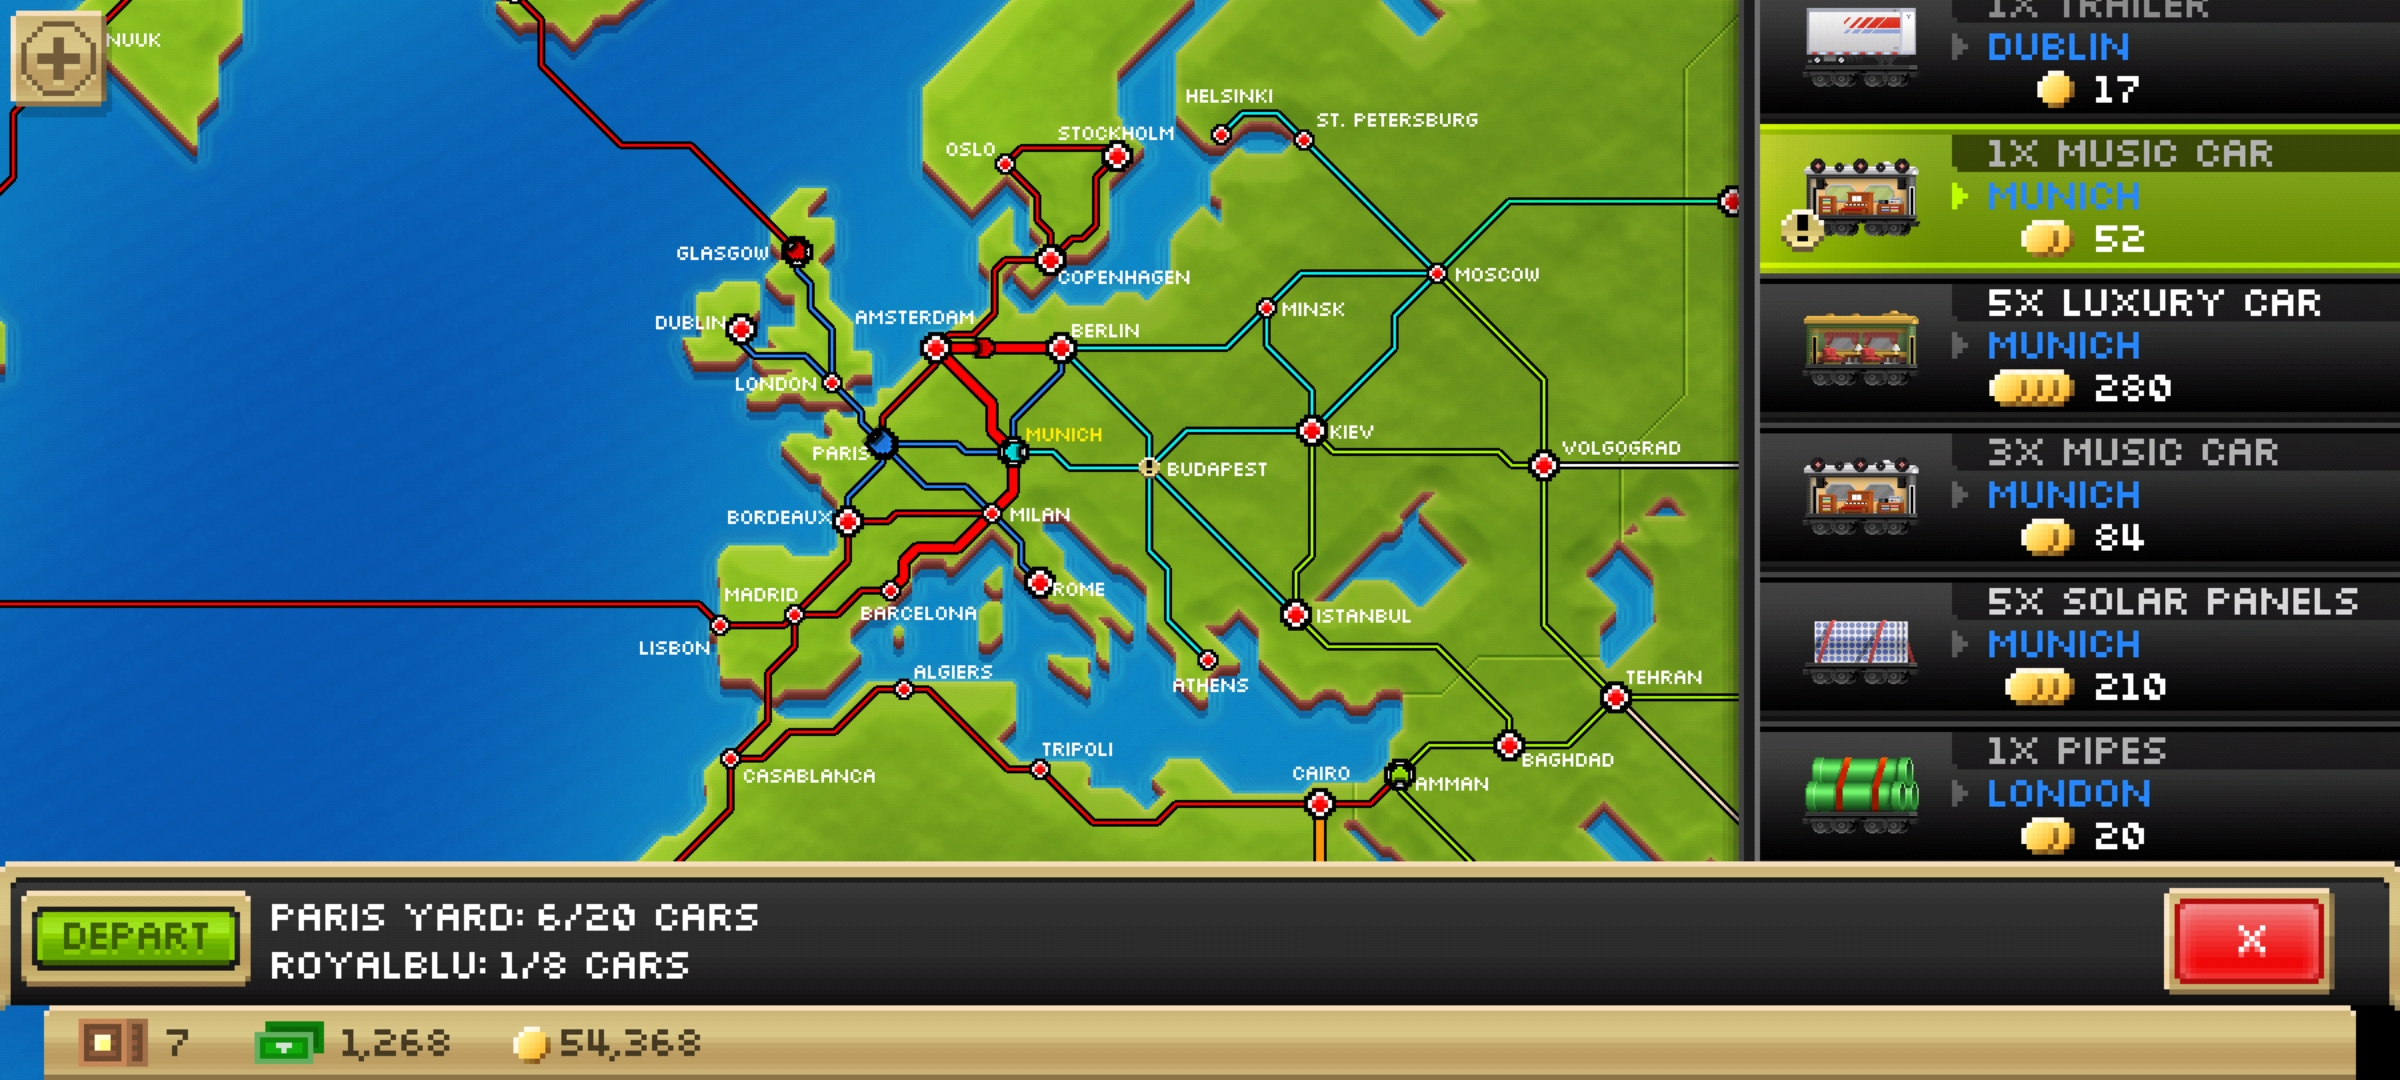 NUUK
HELSINKI
ST. PETERSBURG
STOCKHOLM
OSLO
GLASGOW
COPENHAGEN
MOSCOW
MINSK
DUBLIN
AMSTERDAM
BERLIN
LONDON
MUNICH
KIEV
PARIS
BUDAPEST
VOLGOGRAD
BORDEAUX
MILAN
MADRID
ROME
BARCELONA
ISTANBUL
LISBON
ALGIERS
ATHENS
TEHRAN
TRIPOLI
CASABLANCA
CAIRO
AMMAN
BAGHDAD
1X TRAILER
DUBLIN
17
1X MUSIC CAR
MUNICH
52
5X LUXURY CAR
MUNICH
280
3X MUSIC CAR
MUNICH
84
5X SOLAR PANELS
MUNICH
210
1X PIPES
LONDON
20
DEPART
PARIS YARD: 6/20 CARS
ROYALBLU: 1/8 CARS
X
7
1,268
54,368